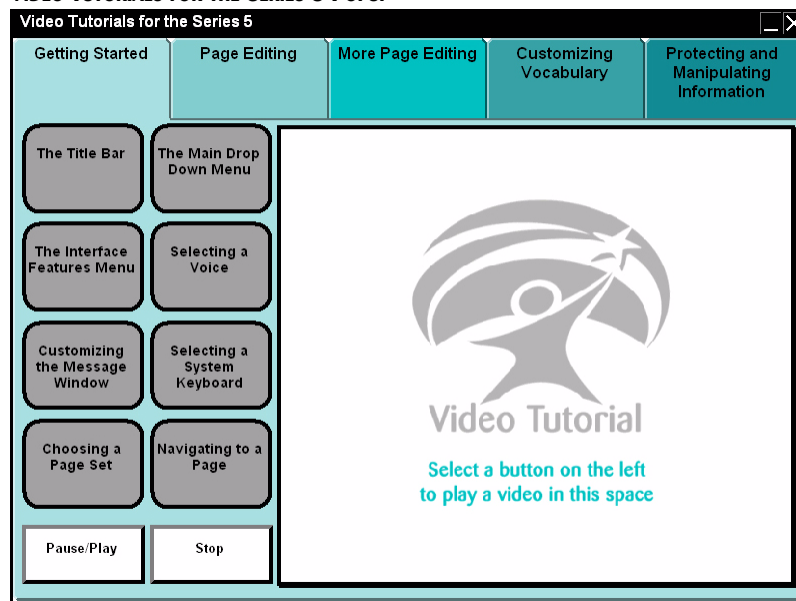 Video Tutorials for the Series 5
Getting Started
Page Editing
More Page Editing
Customizing
Vocabulary
Protecting and
Manipulating
Information
The Title Bar
The Main Drop
Down Menu
The Interface
Features Menu
Selecting a
Voice
Customizing
the Message
Window
Selecting a
System
Keyboard
Choosing a
Page Set
Navigating to a
Page
Pause/Play
Stop
Video Tutorial
Select a button on the left
to play a video in this space